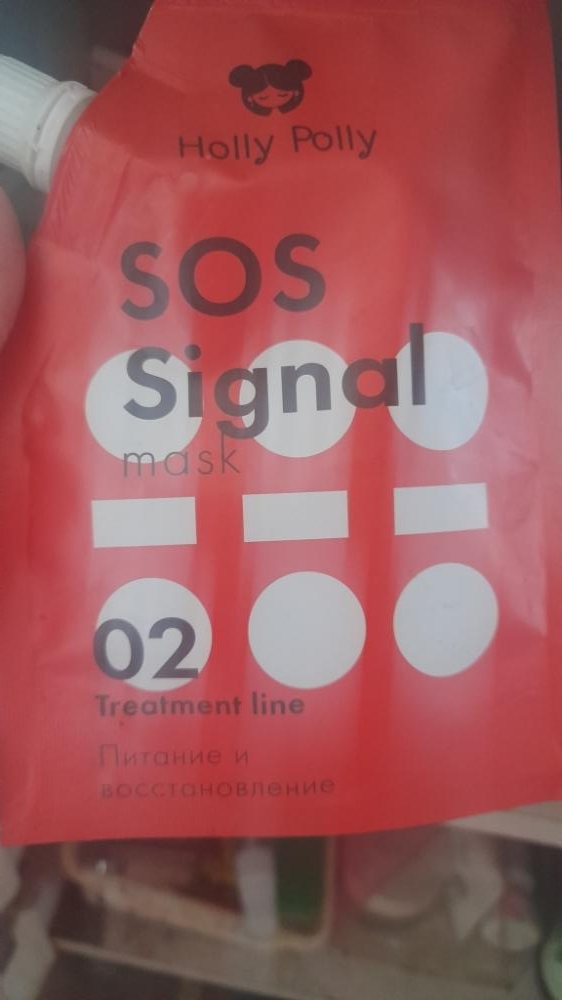 Holly Polly
SOS
Signal
mask
02
Treatment line
Питание и
восстановление